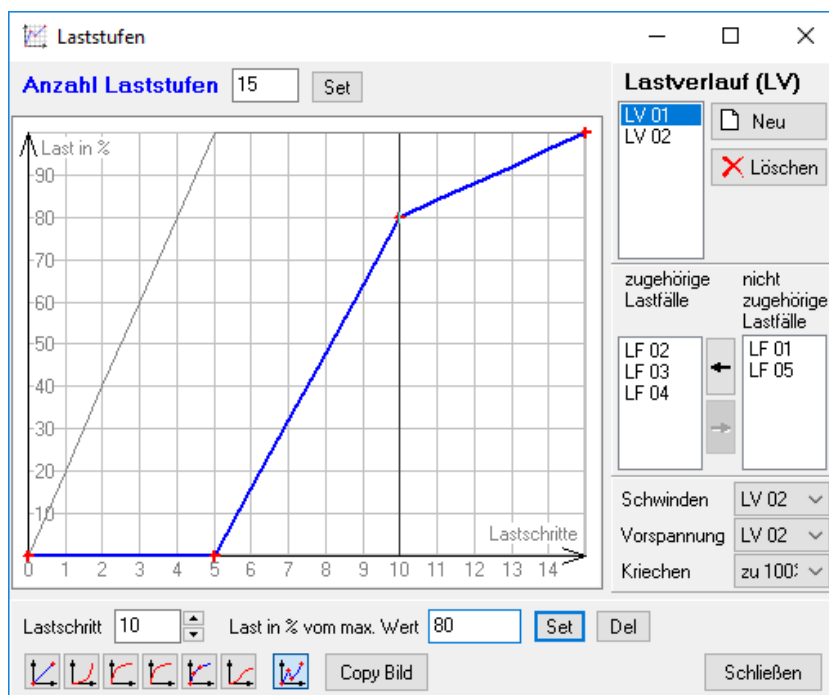 Laststufen
Anzahl Laststufen 15 Set
Lastverlauf (LV)
LV 01
LV 02
Neu
Löschen
Last in %
90
80
70
60
50
40
30
20
10
Lastschritte
0 1 2 3 4 5 6 7 8 9 10 11 12 13 14
zugehörige
Lastfälle
nicht
zugehörige
Lastfälle
LF 02
LF 03
LF 04
LF 01
LF 05
Schwinden LV 02
Vorspannung LV 02
Kriechen zu 100%
Lastschritt 10 Last in % vom max. Wert 80 Set Del
Copy Bild Schließen